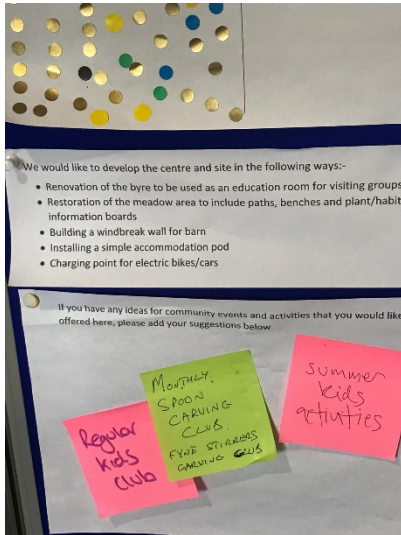 We would like to develop the centre and site in the following ways:-
• Renovation of the byre to be used as an education room for visiting groups
• Restoration of the meadow area to include paths, benches and plant/habit
information boards
• Building a windbreak wall for barn
• Installing a simple accommodation pod
• Charging point for electric bikes/cars
If you have any ideas for community events and activities that you would like
offered here, please add your suggestions below
MONTHLY
SPOON
CARVING
CLUB.
FYNE STIRRERS
CARVING CLUB
Regular
Kids
Club
Summer
kids
activities